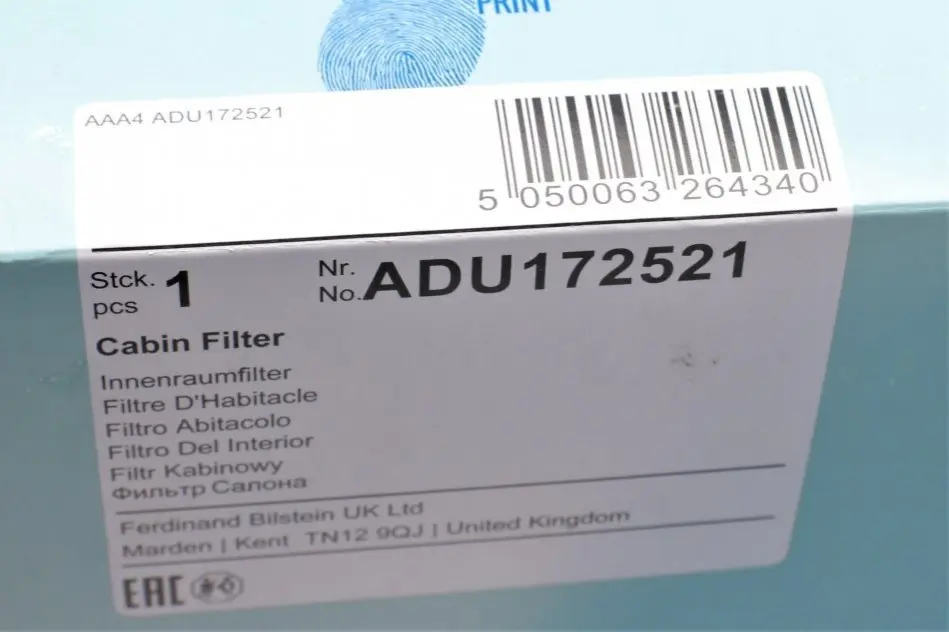 PRINT
AAA4 ADU172521
5 050063 264340
Stck. 1 Nr. ADU172521
pcs No.
Cabin Filter
Innenraumfilter
Filtre D'Habitacle
Filtro Abitacolo
Filtro Del Interior
Filtr Kabinowy
Фильтр Салона
Ferdinand Bilstein UK Ltd
Marden | Kent TN12 9QJ | United Kingdom
EAC